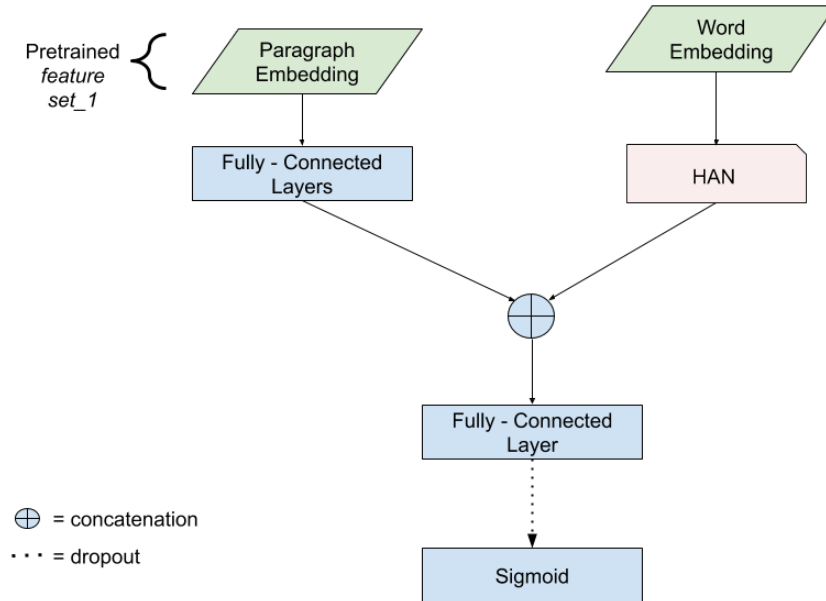 Pretrained
feature
set_1
Paragraph
Embedding
Word
Embedding
Fully - Connected
Layers
HAN
Fully - Connected
Layer
= concatenation
= dropout
Sigmoid